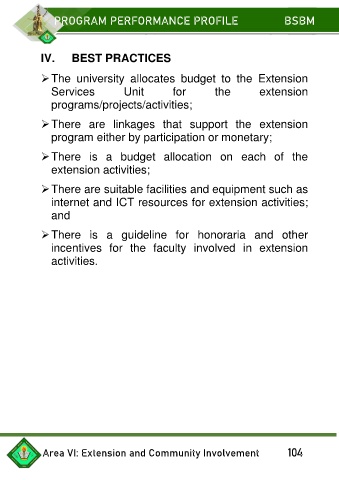 PROGRAM PERFORMANCE PROFILE BSBM
IV. BEST PRACTICES
➢The university allocates budget to the Extension
Services Unit for the extension
programs/projects/activities;
➢There are linkages that support the extension
program either by participation or monetary;
➢There is a budget allocation on each of the
extension activities;
➢There are suitable facilities and equipment such as
internet and ICT resources for extension activities;
and
➢There is a guideline for honoraria and other
incentives for the faculty involved in extension
activities.
Area VI: Extension and Community Involvement 104